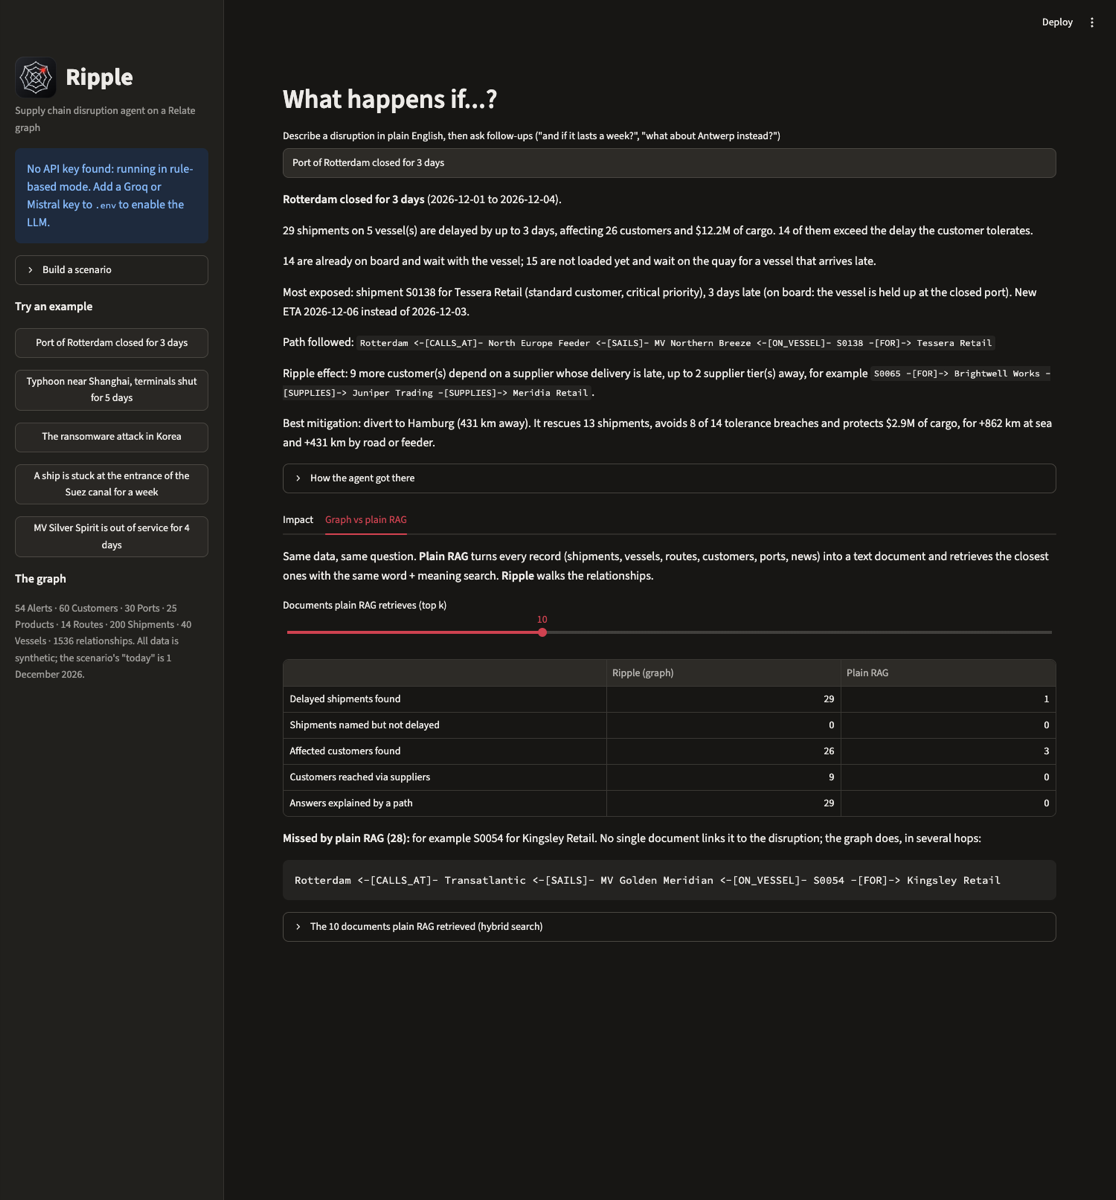 Deploy
Ripple
Supply chain disruption agent on a Relate
graph
No API key found: running in rule-
based mode. Add a Groq or
Mistral key to .env to enable the
LLM.
Build a scenario
Try an example
Port of Rotterdam closed for 3 days
Typhoon near Shanghai, terminals shut
for 5 days
The ransomware attack in Korea
A ship is stuck at the entrance of the
Suez canal for a week
MV Silver Spirit is out of service for 4
days
The graph
54 Alerts · 60 Customers · 30 Ports · 25
Products · 14 Routes · 200 Shipments · 40
Vessels · 1536 relationships. All data is
synthetic; the scenario's "today" is 1
December 2026.
What happens if...?
Describe a disruption in plain English, then ask follow-ups ("and if it lasts a week?", "what about Antwerp instead?")
Port of Rotterdam closed for 3 days
Rotterdam closed for 3 days (2026-12-01 to 2026-12-04).
29 shipments on 5 vessel(s) are delayed by up to 3 days, affecting 26 customers and $12.2M of cargo. 14 of them exceed the delay the customer tolerates.
14 are already on board and wait with the vessel; 15 are not loaded yet and wait on the quay for a vessel that arrives late.
Most exposed: shipment S0138 for Tessera Retail (standard customer, critical priority), 3 days late (on board: the vessel is held up at the closed port). New
ETA 2026-12-06 instead of 2026-12-03.
Path followed: Rotterdam <-[CALLS_AT]- North Europe Feeder <-[SAILS]- MV Northern Breeze <-[ON_VESSEL]- S0138 -[FOR]-> Tessera Retail
Ripple effect: 9 more customer(s) depend on a supplier whose delivery is late, up to 2 supplier tier(s) away, for example S0065 -[FOR]-> Brightwell Works -
[SUPPLIES]-> Juniper Trading -[SUPPLIES]-> Meridia Retail.
Best mitigation: divert to Hamburg (431 km away). It rescues 13 shipments, avoids 8 of 14 tolerance breaches and protects $2.9M of cargo, for +862 km at sea
and +431 km by road or feeder.
How the agent got there
Impact Graph vs plain RAG
Same data, same question. Plain RAG turns every record (shipments, vessels, routes, customers, ports, news) into a text document and retrieves the closest
ones with the same word + meaning search. Ripple walks the relationships.
Documents plain RAG retrieves (top k)
10
Ripple (graph) Plain RAG
Delayed shipments found 29 1
Shipments named but not delayed 0 0
Affected customers found 26 3
Customers reached via suppliers 9 0
Answers explained by a path 29 0
Missed by plain RAG (28): for example S0054 for Kingsley Retail. No single document links it to the disruption; the graph does, in several hops:
Rotterdam <-[CALLS_AT]- Transatlantic <-[SAILS]- MV Golden Meridian <-[ON_VESSEL]- S0054 -[FOR]-> Kingsley Retail
The 10 documents plain RAG retrieved (hybrid search)